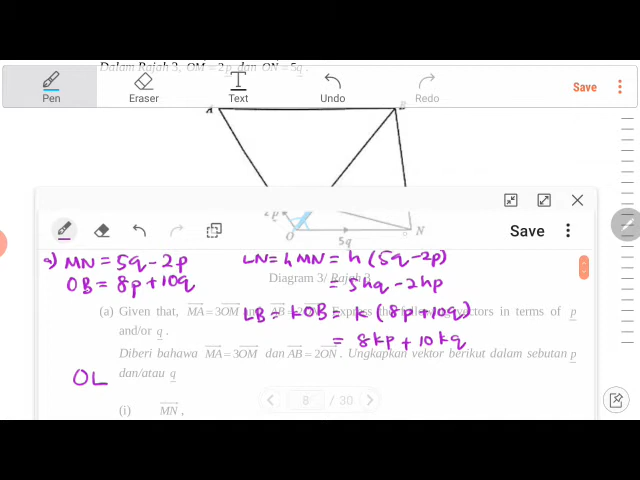 Dalam Rajah 3, OM = 2p dan ON = 5q .
Pen
Eraser
Text
Undo
Redo
Save
A
B
Save
2p
O
5q
N
a) MN = 5q - 2p
OB = 8p + 10q
LN = h MN = h (5q - 2p)
= 5hq - 2hp
Diagram 3/ Rajah 3
LB = k OB = k (8p + 10q)
= 8kp + 10kq
(a) Given that, MA = 3OM and AB = 2ON. Express the following vectors in terms of p
and/or q.
Diberi bahawa MA = 3OM dan AB = 2ON. Ungkapkan vektor berikut dalam sebutan p
dan/atau q
OL
(i) MN ,
8 / 30